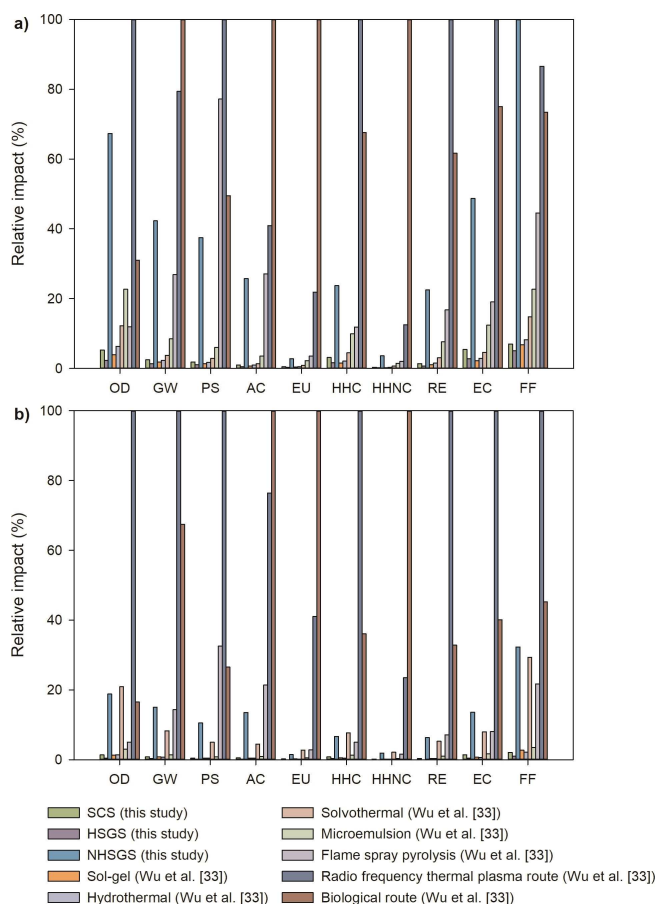 a)
100
80
60
40
20
0
Relative impact (%)
OD GW PS AC EU HHC HHNC RE EC FF
b)
100
80
60
40
20
0
Relative impact (%)
OD GW PS AC EU HHC HHNC RE EC FF
SCS (this study)
HSGS (this study)
NHSGS (this study)
Sol-gel (Wu et al. [33])
Hydrothermal (Wu et al. [33])
Solvothermal (Wu et al. [33])
Microemulsion (Wu et al. [33])
Flame spray pyrolysis (Wu et al. [33])
Radio frequency thermal plasma route (Wu et al. [33])
Biological route (Wu et al. [33])